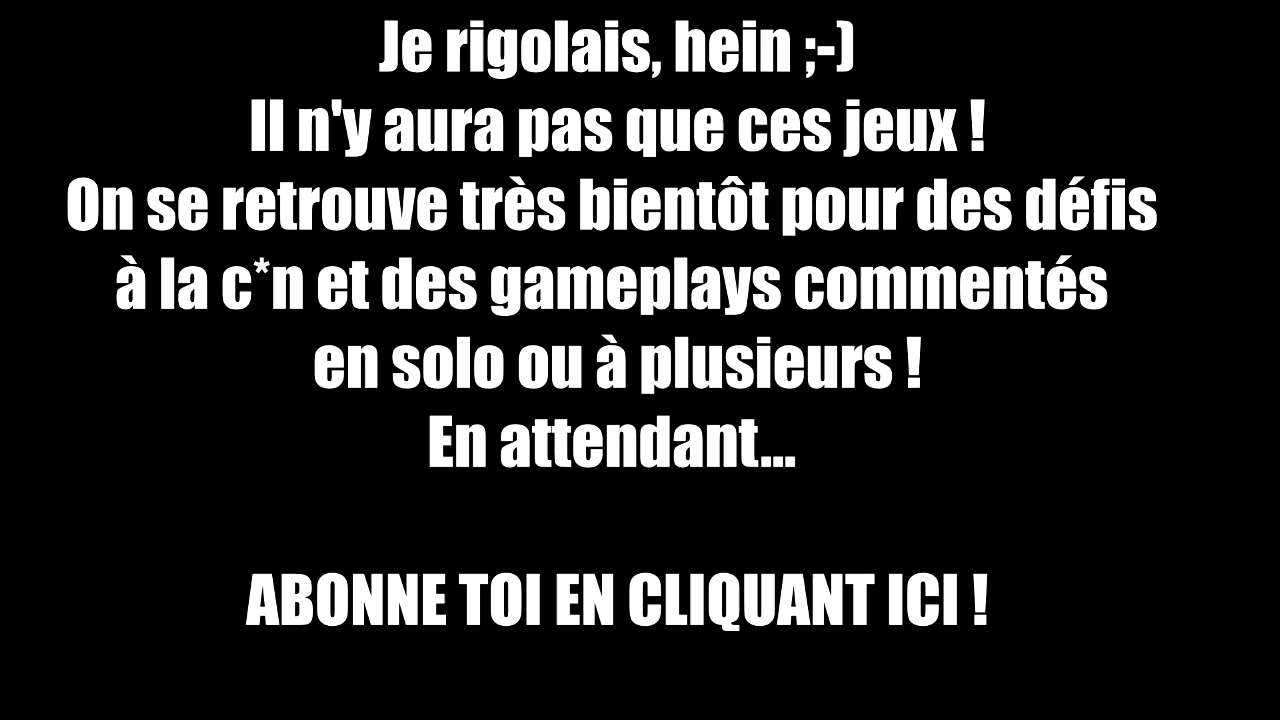 Je rigolais, hein ;-)
Il n'y aura pas que ces jeux !
On se retrouve très bientôt pour des défis
à la c*n et des gameplays commentés
en solo ou à plusieurs !
En attendant...
ABONNE TOI EN CLIQUANT ICI !